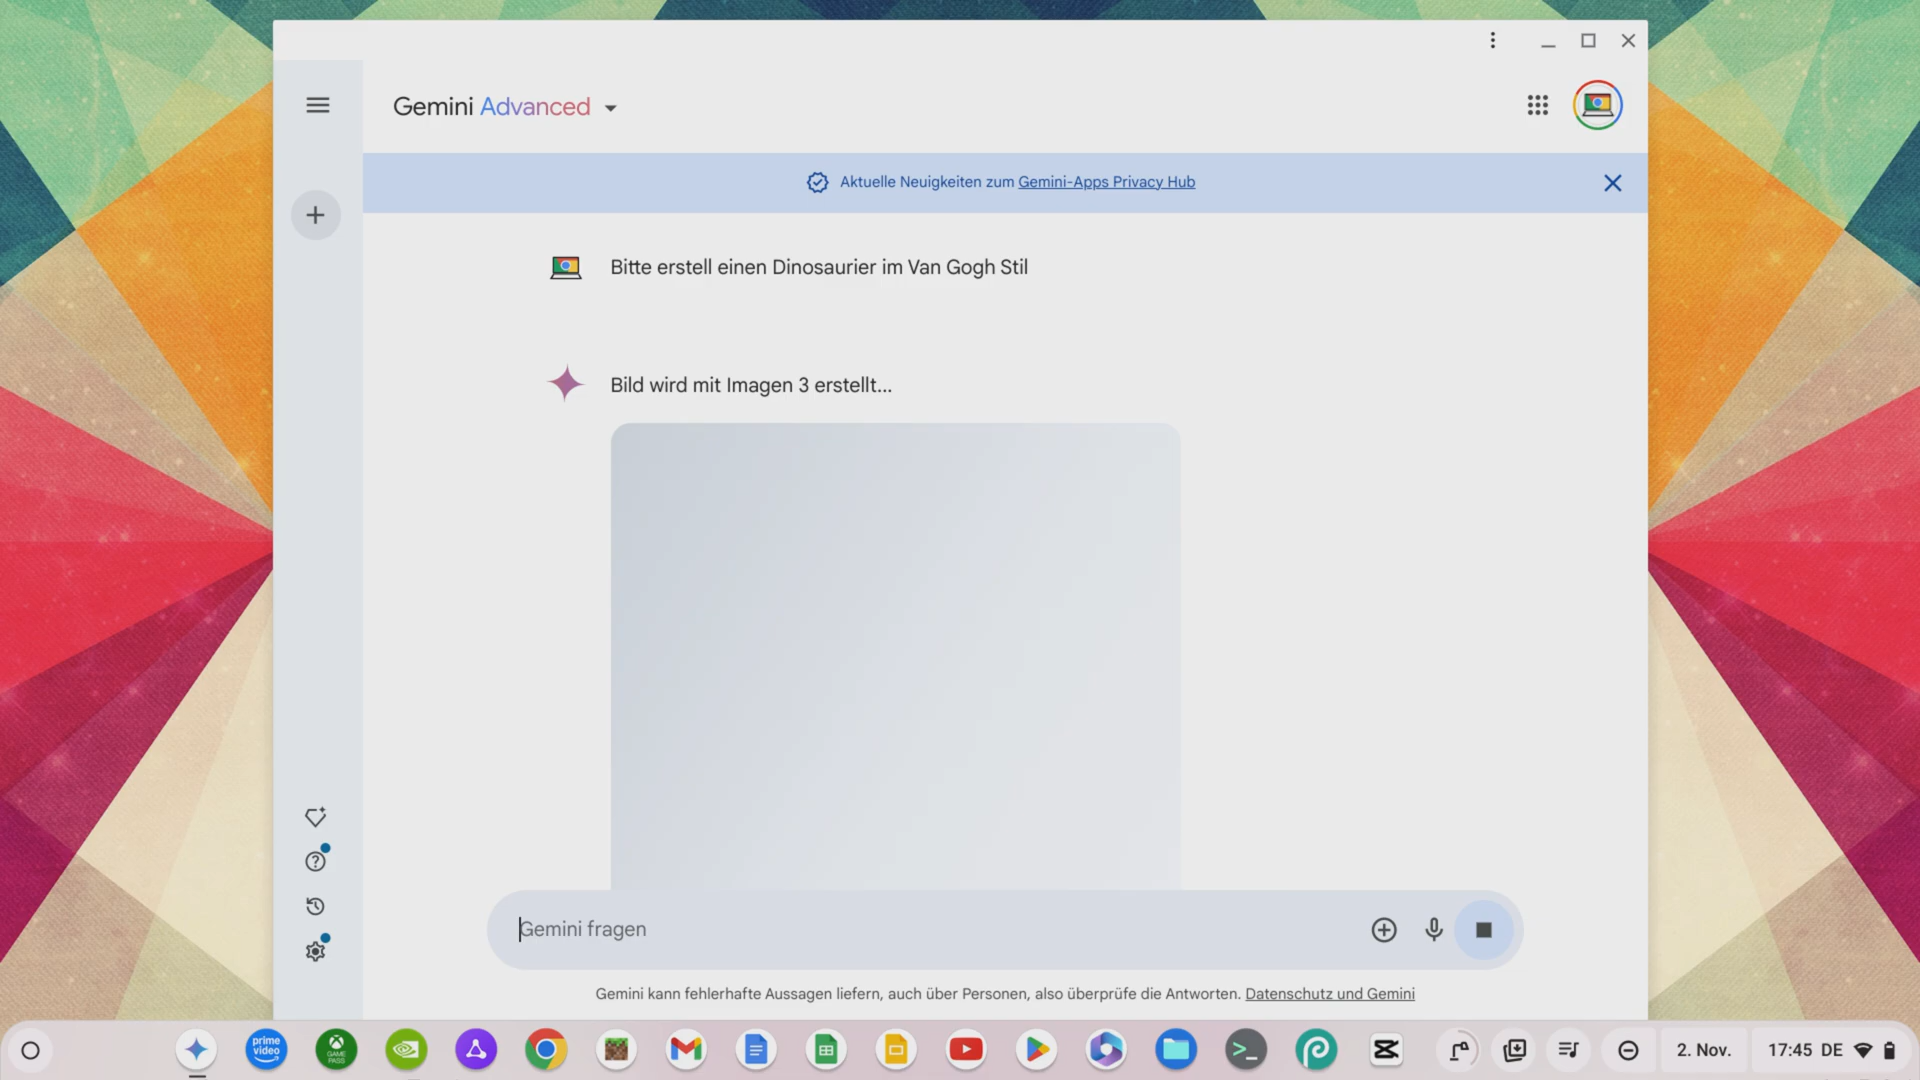 Gemini Advanced
Aktuelle Neuigkeiten zum Gemini-Apps Privacy Hub
Bitte erstell einen Dinosaurier im Van Gogh Stil
Bild wird mit Imagen 3 erstellt...
Gemini fragen
Gemini kann fehlerhafte Aussagen liefern, auch über Personen, also überprüfe die Antworten. Datenschutz und Gemini
prime
video
GAME
PASS
2. Nov.
17:45 DE